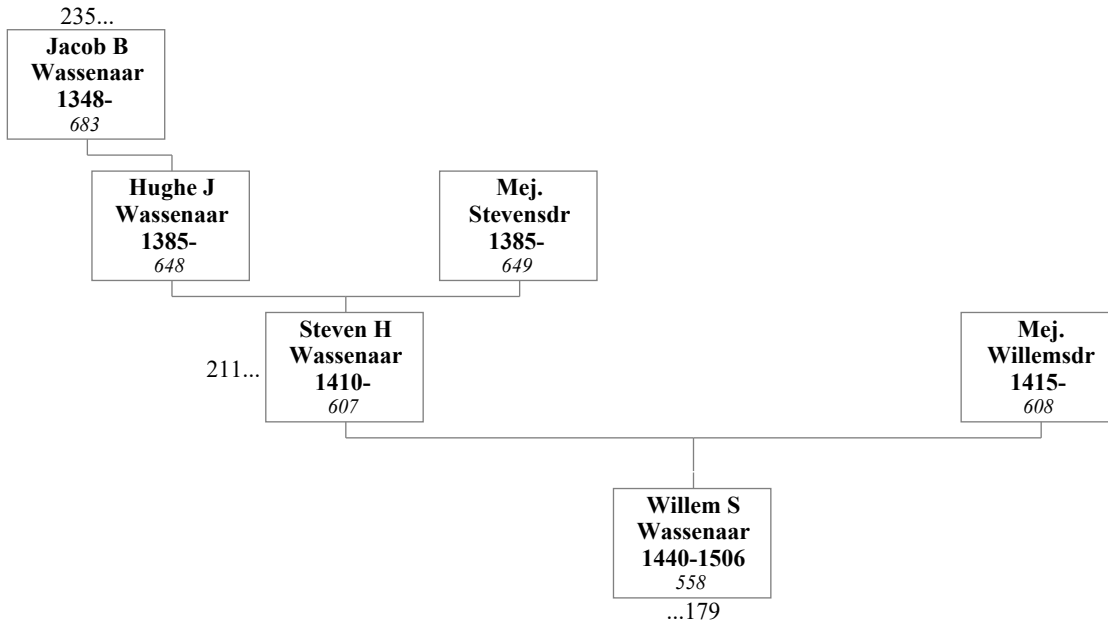 235...
Jacob B
Wassenaar
1348-
683
Hughe J
Wassenaar
1385-
648
Mej.
Stevensdr
1385-
649
211...
Steven H
Wassenaar
1410-
607
Mej.
Willemsdr
1415-
608
Willem S
Wassenaar
1440-1506
558
...179